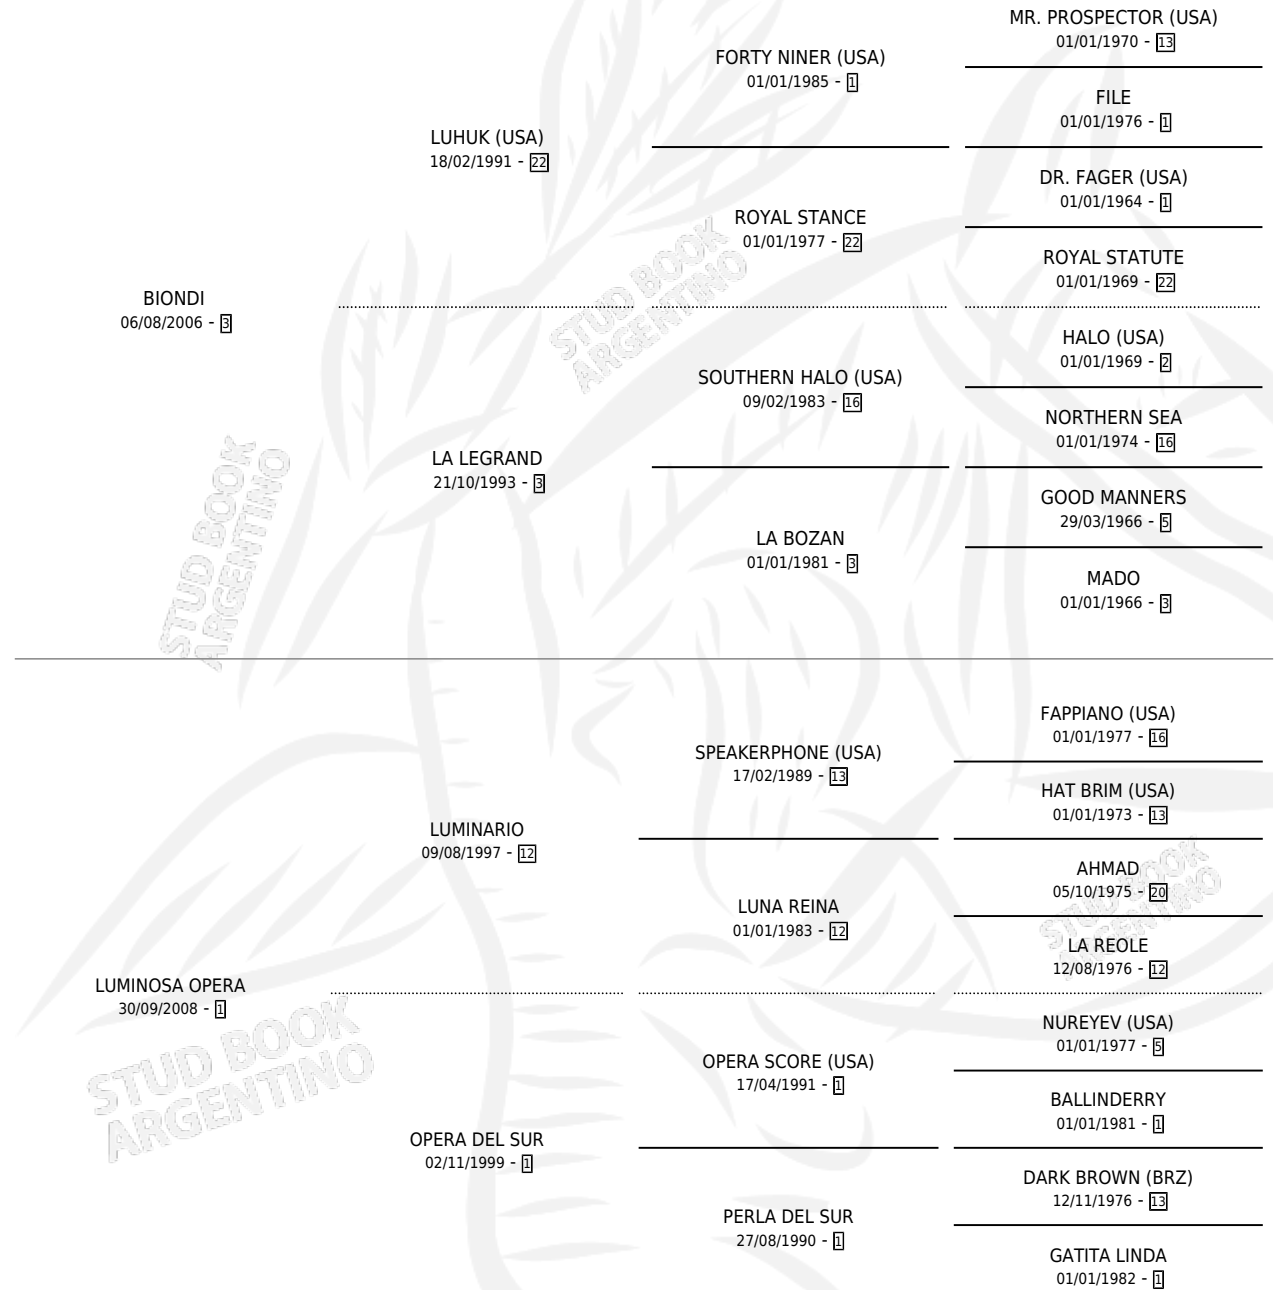 MR. PROSPECTOR (USA)
01/01/1970 - 13
FORTY NINER (USA)
01/01/1985 - 1
FILE
01/01/1976 - 1
LUHUK (USA)
18/02/1991 - 22
DR. FAGER (USA)
01/01/1964 - 1
ROYAL STANCE
01/01/1977 - 22
ROYAL STATUTE
01/01/1969 - 22
BIONDI
06/08/2006 - 3
HALO (USA)
01/01/1969 - 2
SOUTHERN HALO (USA)
09/02/1983 - 16
NORTHERN SEA
01/01/1974 - 16
LA LEGRAND
21/10/1993 - 3
GOOD MANNERS
29/03/1966 - 5
LA BOZAN
01/01/1981 - 3
MADO
01/01/1966 - 3
FAPPIANO (USA)
01/01/1977 - 16
SPEAKERPHONE (USA)
17/02/1989 - 13
HAT BRIM (USA)
01/01/1973 - 13
LUMINARIO
09/08/1997 - 12
AHMAD
05/10/1975 - 20
LUNA REINA
01/01/1983 - 12
LA REOLE
12/08/1976 - 12
LUMINOSA OPERA
30/09/2008 - 1
NUREYEV (USA)
01/01/1977 - 5
OPERA SCORE (USA)
17/04/1991 - 1
BALLINDERRY
01/01/1981 - 1
OPERA DEL SUR
02/11/1999 - 1
DARK BROWN (BRZ)
12/11/1976 - 13
PERLA DEL SUR
27/08/1990 - 1
GATITA LINDA
01/01/1982 - 1
STUD BOOK
ARGENTINO
STUD BOOK
ARGENTINO
STUD BOOK
ARGENTINO
STUD BOOK
ARGENTINO